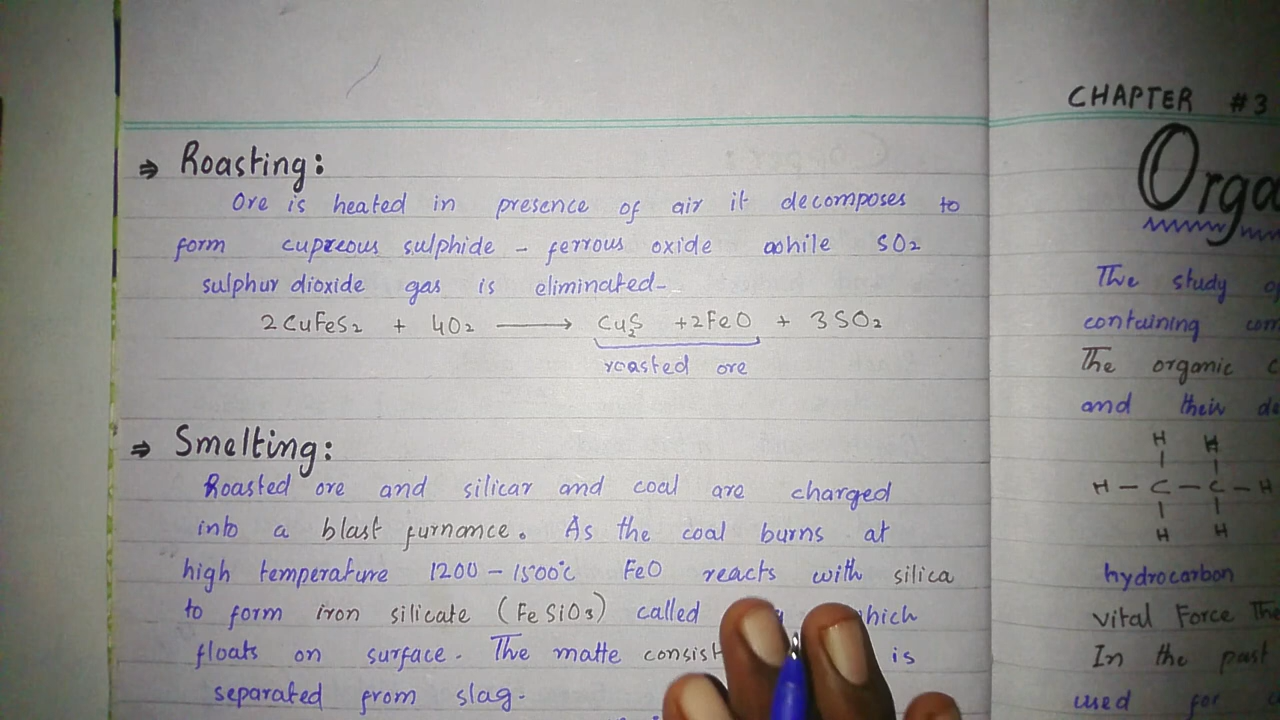 ⇒ Roasting:
Ore is heated in presence of air it decomposes to
form cupreous sulphide - ferrous oxide while SO2
sulphur dioxide gas is eliminated-
2CuFeS2 + 4O2 ⟶ Cu2S + 2FeO + 3SO2
roasted ore
⇒ Smelting:
Roasted ore and silicar and coal are charged
into a blast furnance. As the coal burns at
high temperature 1200 - 1500°C FeO reacts with silica
to form iron silicate (FeSiO3) called which
floats on surface. The matte consist is
separated from slag.
CHAPTER #3
Orga
The study of
containing
The organic c
and their de
H H
H - C - C - H
H H
hydrocarbon
vital Force The
In the past
used for